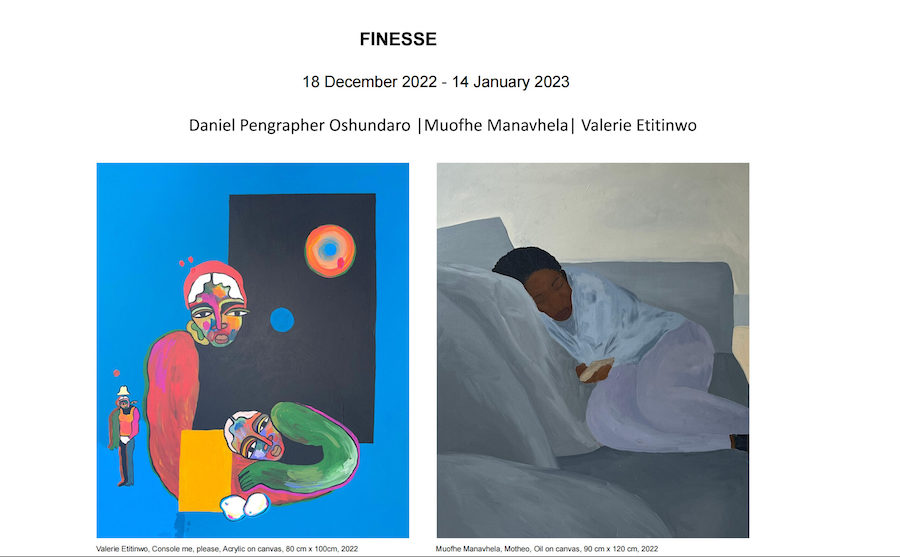 FINESSE
18 December 2022 - 14 January 2023
Daniel Pengrapher Oshundaro |Muofhe Manavhela| Valerie Etitinwo
Valerie Etitinwo, Console me, please, Acrylic on canvas, 80 cm x 100cm, 2022
Muofhe Manavhela, Motheo, Oil on canvas, 90 cm x 120 cm, 2022